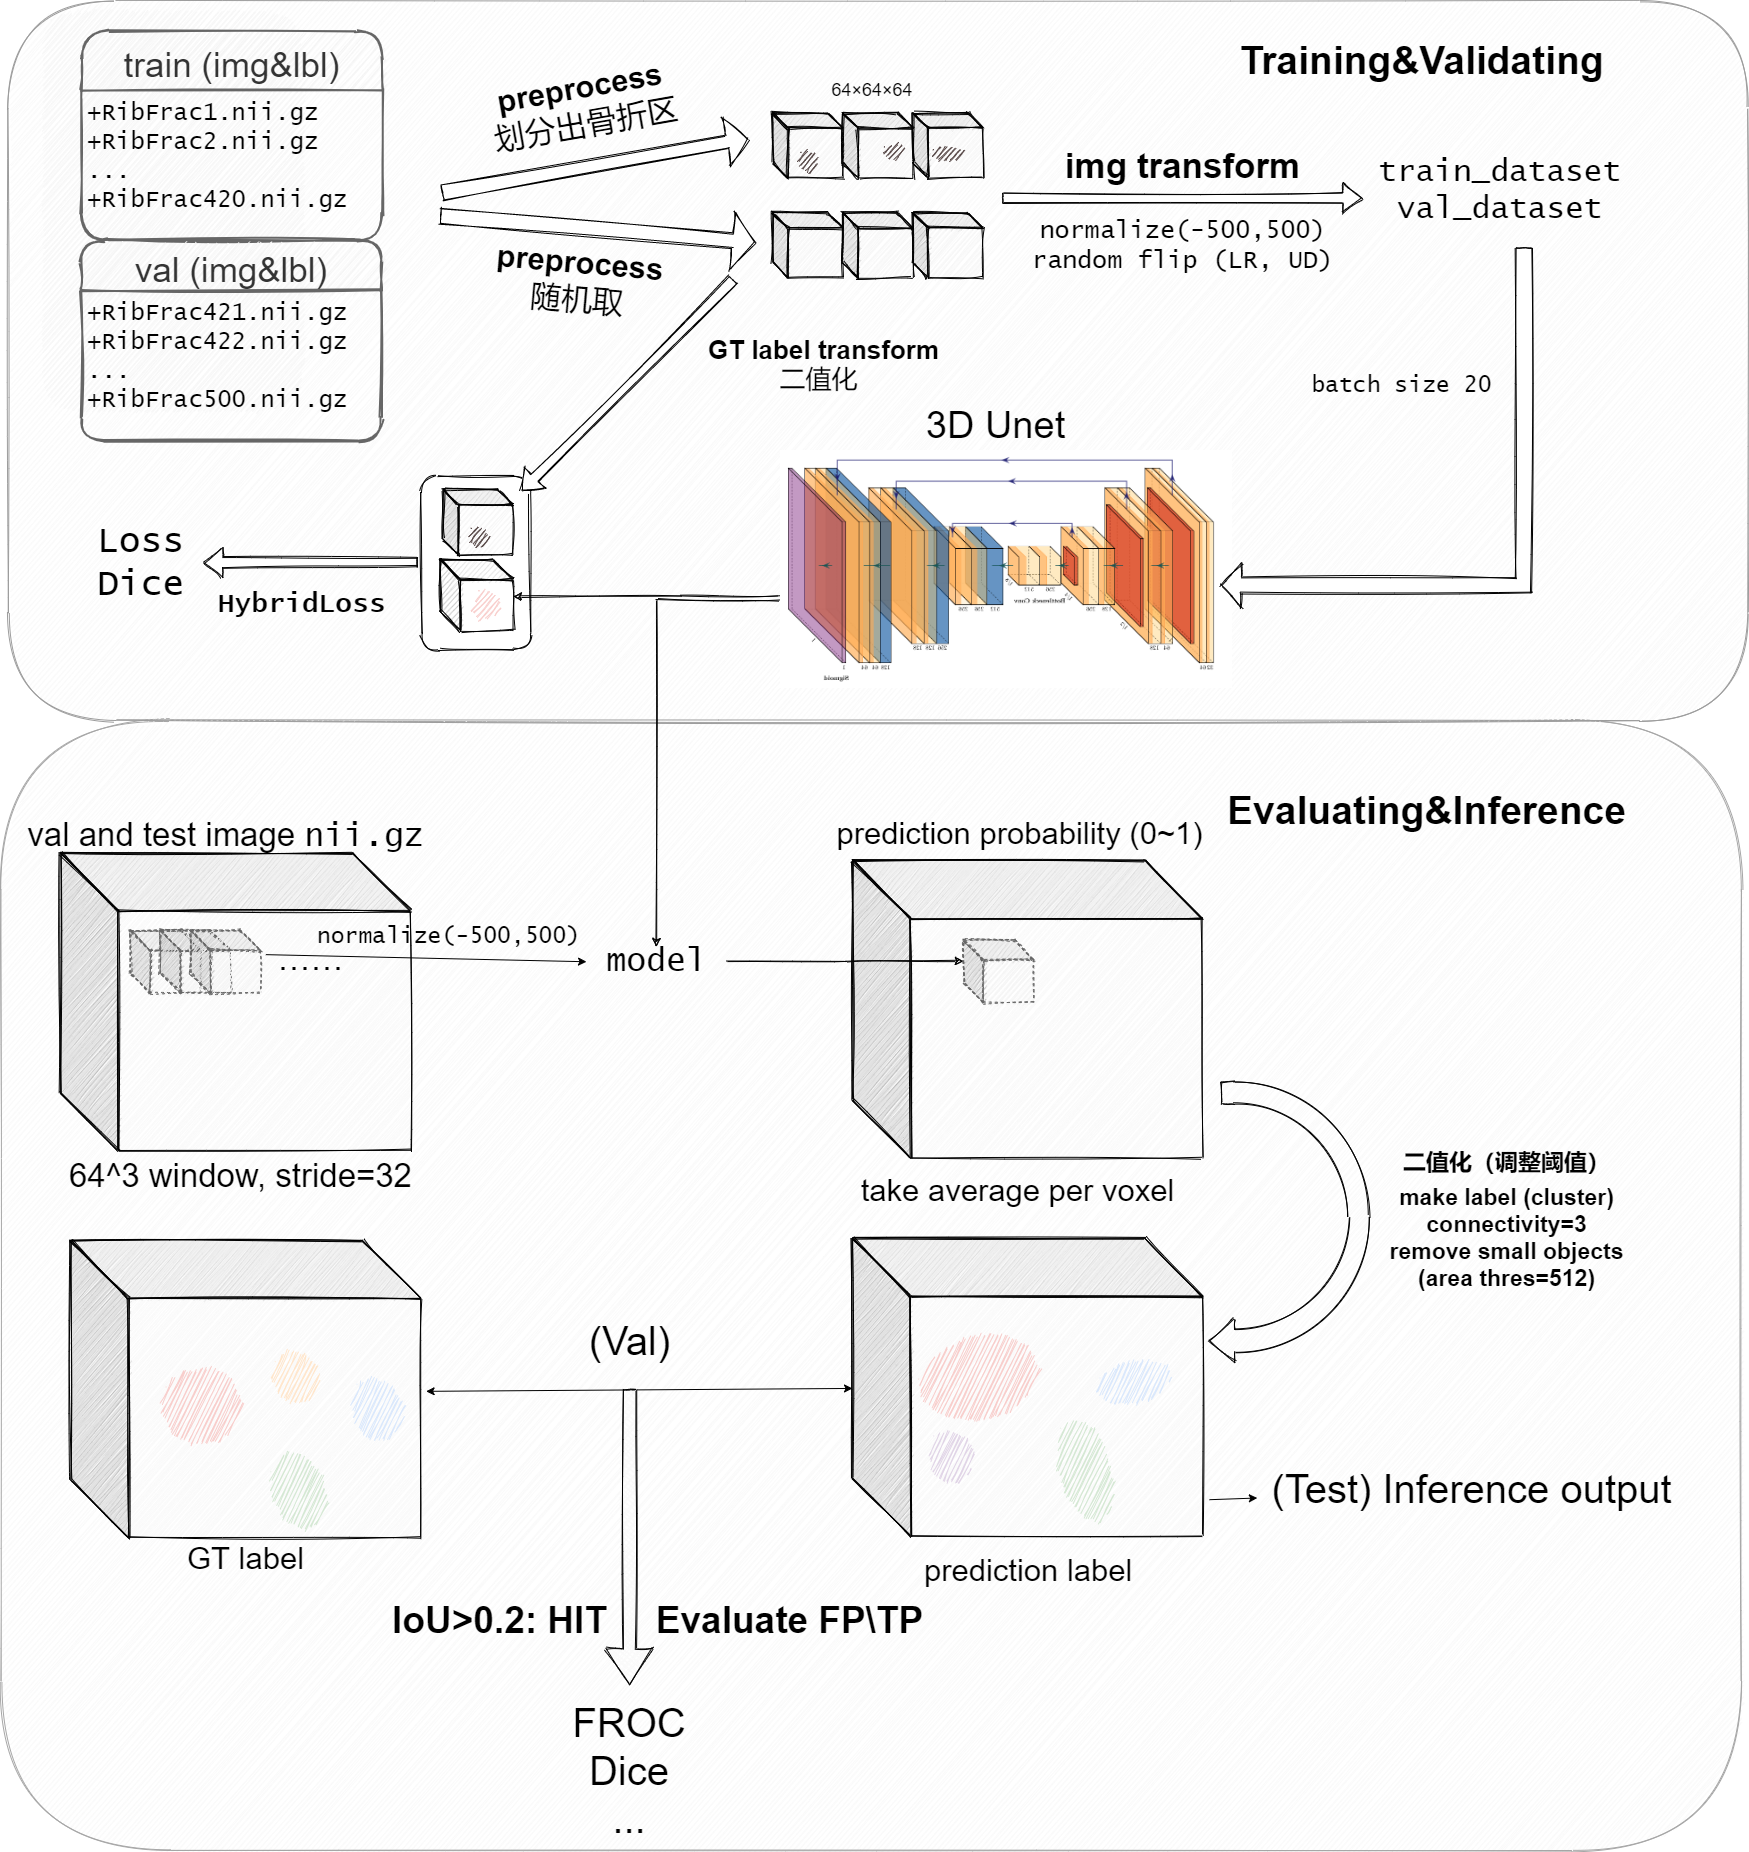 Training&Validating
train (img&lbl)
+RibFrac1.nii.gz
+RibFrac2.nii.gz
...
+RibFrac420.nii.gz
val (img&lbl)
+RibFrac421.nii.gz
+RibFrac422.nii.gz
...
+RibFrac500.nii.gz
preprocess
划分出骨折区
preprocess
随机取
64×64×64
img transform
normalize(-500,500)
random flip (LR, UD)
train_dataset
val_dataset
batch size 20
GT label transform
二值化
3D Unet
Bottleneck Conv
Sigmoid
Loss
Dice
HybridLoss
Evaluating&Inference
val and test image nii.gz
normalize(-500,500)
......
model
64^3 window, stride=32
prediction probability (0~1)
take average per voxel
二值化（调整阈值）
make label (cluster)
connectivity=3
remove small objects
(area thres=512)
(Val)
GT label
prediction label
(Test) Inference output
IoU>0.2: HIT
Evaluate FP\TP
FROC
Dice
...